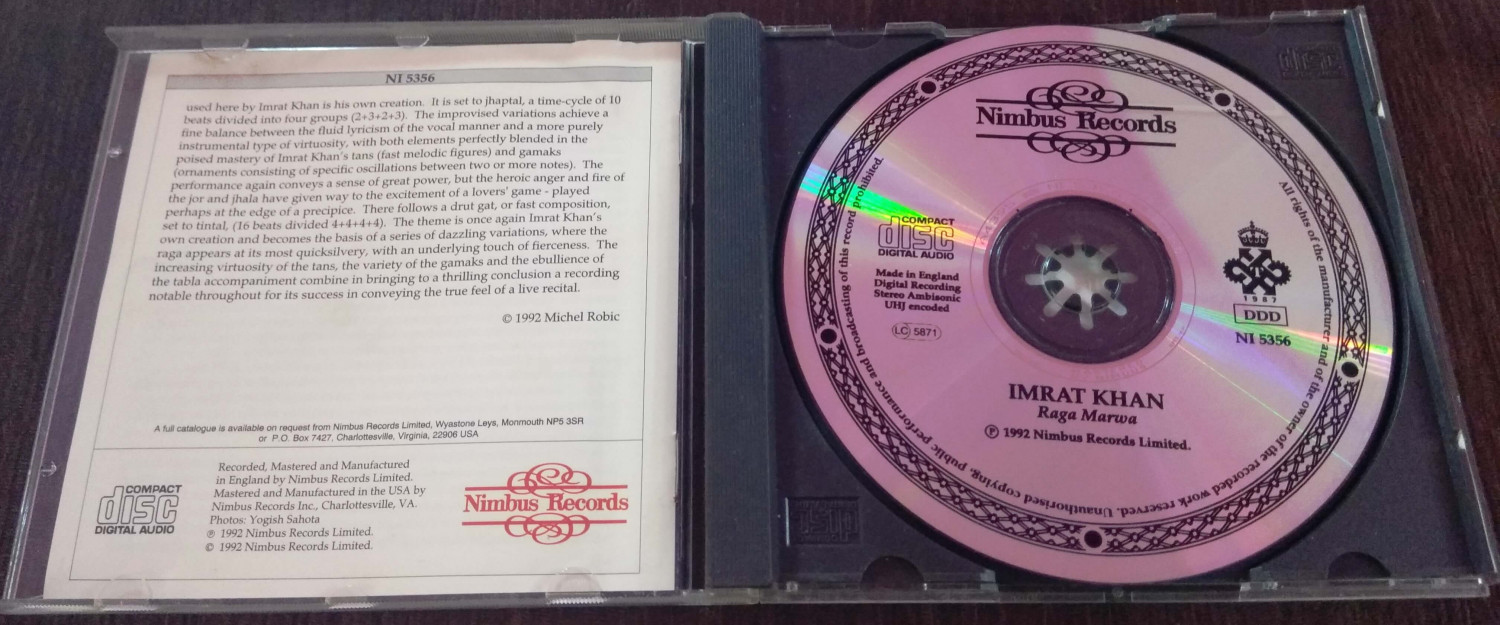 NI 5356
used here by Imrat Khan is his own creation. It is set to jhaptal, a time-cycle of 10
beats divided into four groups (2+3+2+3). The improvised variations achieve a
fine balance between the fluid lyricism of the vocal manner and a more purely
instrumental type of virtuosity, with both elements perfectly blended in the
poised mastery of Imrat Khan's tans (fast melodic figures) and gamaks
(ornaments consisting of specific oscillations between two or more notes). The
performance again conveys a sense of great power, but the heroic anger and fire of
the jor and jhala have given way to the excitement of a lovers' game - played
perhaps at the edge of a precipice. There follows a drut gat, or fast composition,
set to tintal, (16 beats divided 4+4+4+4). The theme is once again Imrat Khan's
own creation and becomes the basis of a series of dazzling variations, where the
raga appears at its most quicksilvery, with an underlying touch of fierceness. The
increasing virtuosity of the tans, the variety of the gamaks and the ebullience of
the tabla accompaniment combine in bringing to a thrilling conclusion a recording
notable throughout for its success in conveying the true feel of a live recital.
© 1992 Michel Robic
A full catalogue is available on request from Nimbus Records Limited, Wyastone Leys, Monmouth NP5 3SR
or P.O. Box 7427, Charlottesville, Virginia, 22906 USA
COMPACT
disc
DIGITAL AUDIO
Recorded, Mastered and Manufactured
in England by Nimbus Records Limited.
Mastered and Manufactured in the USA by
Nimbus Records Inc., Charlottesville, VA.
Photos: Yogish Sahota
℗ 1992 Nimbus Records Limited.
© 1992 Nimbus Records Limited.
Nimbus Records
Nimbus Records
COMPACT
disc
DIGITAL AUDIO
Made in England
Digital Recording
Stereo Ambisonic
UHJ encoded
LC 5871
1987
DDD
NI 5356
IMRAT KHAN
Raga Marwa
℗ 1992 Nimbus Records Limited.
All rights of the manufacturer and of the owner of the recorded work reserved. Unauthorised copying, public performance and broadcasting of this record prohibited.